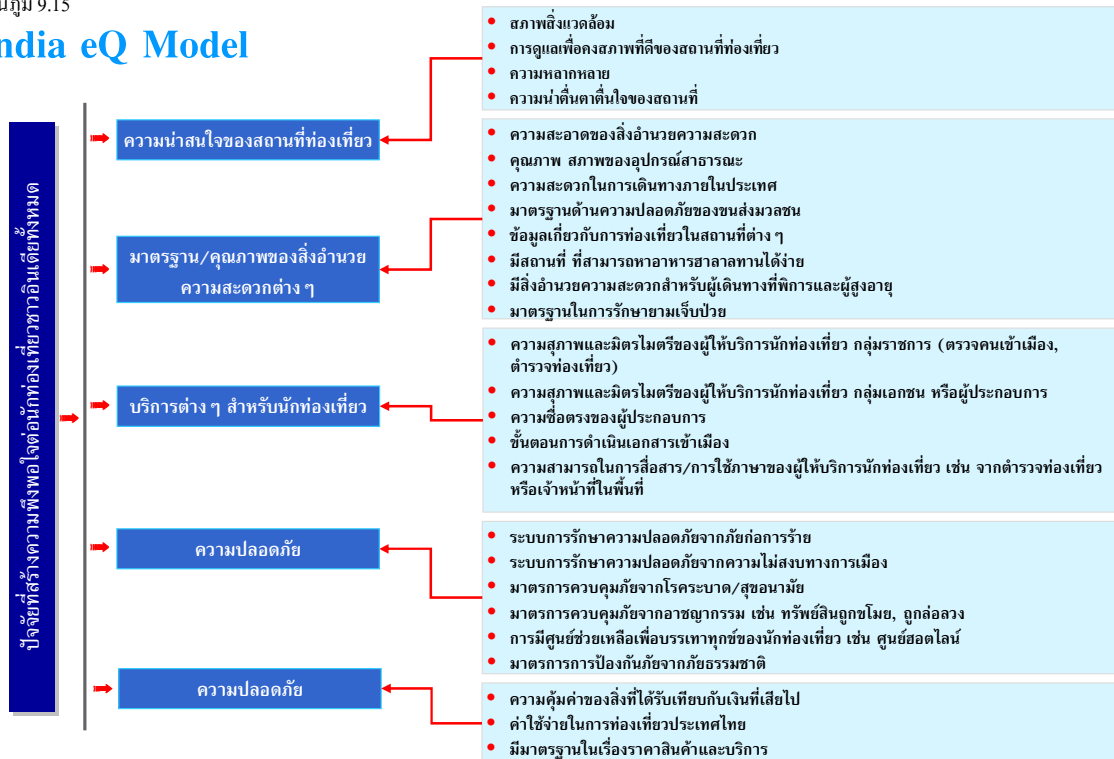 นภูมิ 9.15
ndia eQ Model
ปัจจัยที่สร้างความพึงพอใจต่อนักท่องเที่ยวชาวอินเดียทั้งหมด
ความน่าสนใจของสถานที่ท่องเที่ยว
• สภาพสิ่งแวดล้อม
• การดูแลเพื่อคงสภาพที่ดีของสถานที่ท่องเที่ยว
• ความหลากหลาย
• ความน่าตื่นตาตื่นใจของสถานที่
มาตรฐาน/คุณภาพของสิ่งอำนวย
ความสะดวกต่าง ๆ
• ความสะอาดของสิ่งอำนวยความสะดวก
• คุณภาพ สภาพของอุปกรณ์สาธารณะ
• ความสะดวกในการเดินทางภายในประเทศ
• มาตรฐานด้านความปลอดภัยของขนส่งมวลชน
• ข้อมูลเกี่ยวกับการท่องเที่ยวในสถานที่ต่าง ๆ
• มีสถานที่ ที่สามารถหาอาหารฮาลาลทานได้ง่าย
• มีสิ่งอำนวยความสะดวกสำหรับผู้เดินทางที่พิการและผู้สูงอายุ
• มาตรฐานในการรักษายามเจ็บป่วย
บริการต่าง ๆ สำหรับนักท่องเที่ยว
• ความสุภาพและมิตรไมตรีของผู้ให้บริการนักท่องเที่ยว กลุ่มราชการ (ตรวจคนเข้าเมือง,
ตำรวจท่องเที่ยว)
• ความสุภาพและมิตรไมตรีของผู้ให้บริการนักท่องเที่ยว กลุ่มเอกชน หรือผู้ประกอบการ
• ความซื่อตรงของผู้ประกอบการ
• ขั้นตอนการดำเนินเอกสารเข้าเมือง
• ความสามารถในการสื่อสาร/การใช้ภาษาของผู้ให้บริการนักท่องเที่ยว เช่น จากตำรวจท่องเที่ยว
หรือเจ้าหน้าที่ในพื้นที่
ความปลอดภัย
• ระบบการรักษาความปลอดภัยจากภัยก่อการร้าย
• ระบบการรักษาความปลอดภัยจากความไม่สงบทางการเมือง
• มาตรการควบคุมภัยจากโรคระบาด/สุขอนามัย
• มาตรการควบคุมภัยจากอาชญากรรม เช่น ทรัพย์สินถูกขโมย, ถูกล่อลวง
• การมีศูนย์ช่วยเหลือเพื่อบรรเทาทุกข์ของนักท่องเที่ยว เช่น ศูนย์ฮอตไลน์
• มาตรการการป้องกันภัยจากภัยธรรมชาติ
ความปลอดภัย
• ความคุ้มค่าของสิ่งที่ได้รับเทียบกับเงินที่เสียไป
• ค่าใช้จ่ายในการท่องเที่ยวประเทศไทย
• มีมาตรฐานในเรื่องราคาสินค้าและบริการ